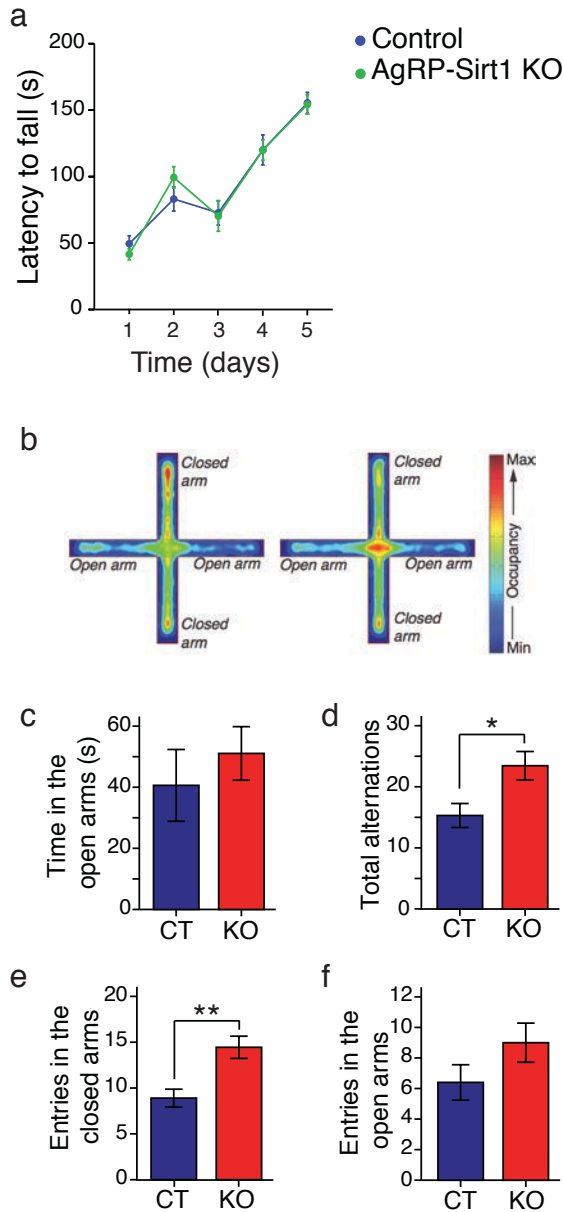 a
200
150
100
50
0
Latency to fall (s)
1 2 3 4 5
Time (days)
Control
AgRP-Sirt1 KO
b
Closed
arm
Open arm
Open arm
Closed
arm
Closed
arm
Open arm
Open arm
Closed
arm
Max
Occupancy
Min
c
60
40
20
0
Time in the
open arms (s)
CT KO
d
30
20
10
0
Total alternations
*
CT KO
e
20
15
10
5
0
Entries in the
closed arms
**
CT KO
f
12
10
8
6
4
2
0
Entries in the
open arms
CT KO